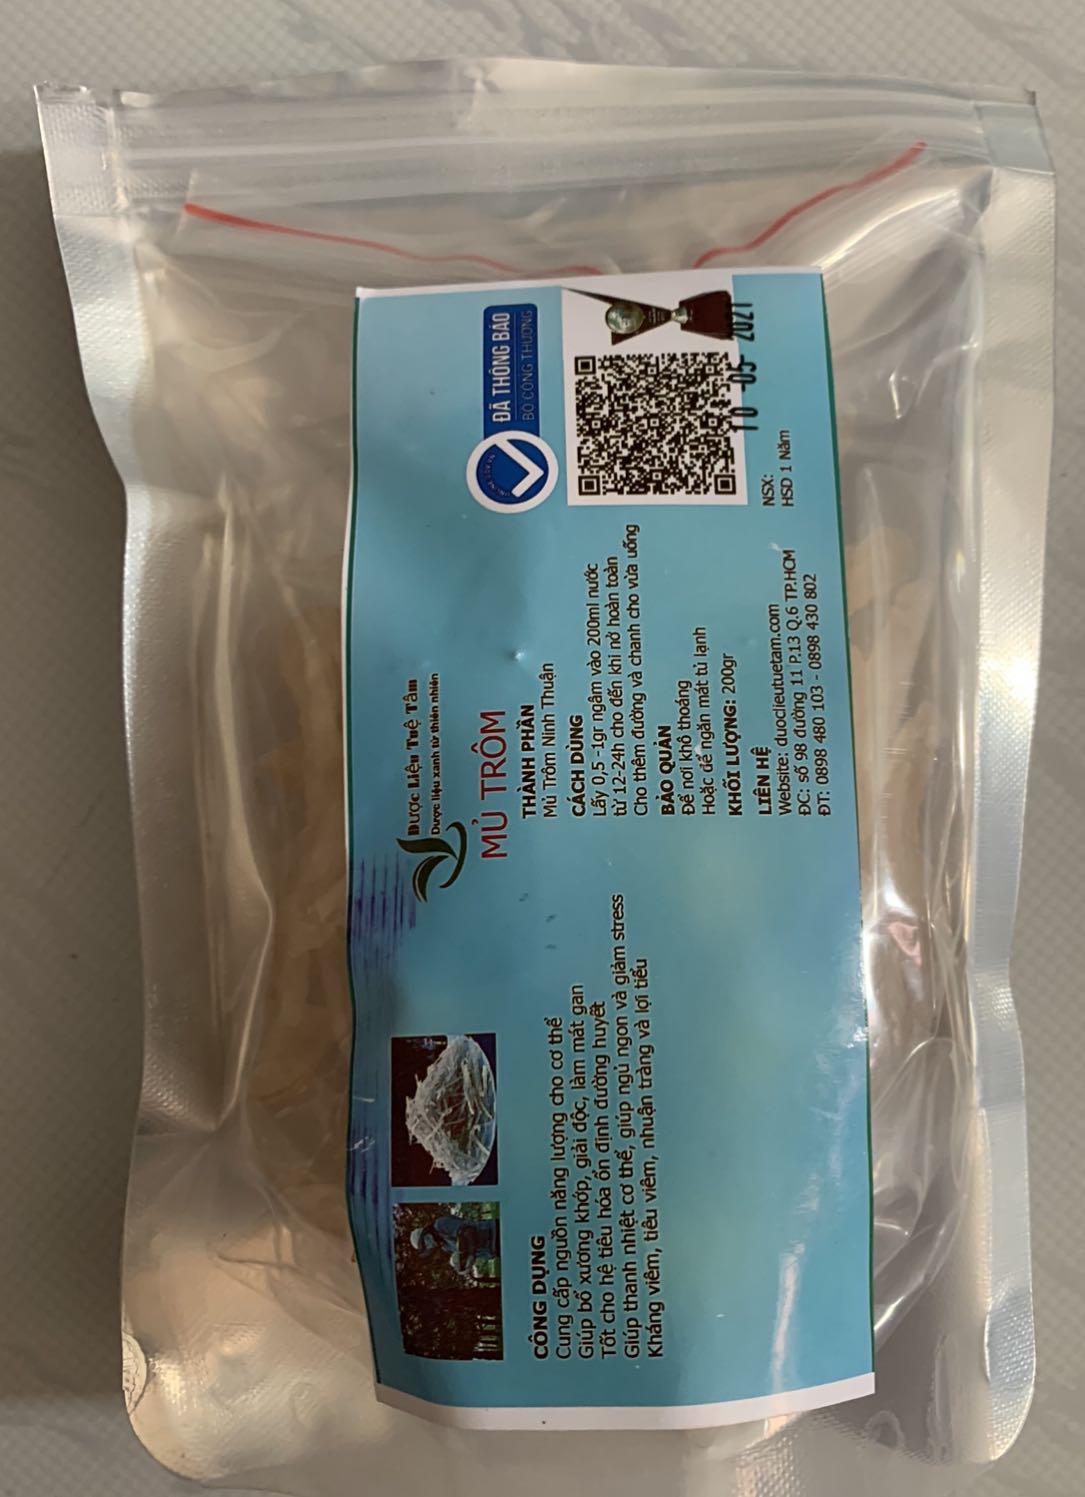 Dược Liệu Tuệ Tâm
Dược liệu xanh từ thiên nhiên
MỦ TRÔM
CÔNG DỤNG
Cung cấp nguồn năng lượng cho cơ thể
Giúp bổ xương khớp, giải độc, làm mát gan
Tốt cho hệ tiêu hóa ổn định đường huyết
Giúp thanh nhiệt cơ thể, giúp ngủ ngon và giảm stress
Kháng viêm, tiêu viêm, nhuận tràng và lợi tiểu
THÀNH PHẦN
Mủ Trôm Ninh Thuận
CÁCH DÙNG
Lấy 0,5 -1gr ngâm vào 200ml nước
từ 12-24h cho đến khi nở hoàn toàn
Cho thêm đường và chanh cho vừa uống
BẢO QUẢN
Để nơi khô thoáng
Hoặc để ngăn mát tủ lạnh
KHỐI LƯỢNG: 200gr
LIÊN HỆ
Website: duoclieutuetam.com
ĐC: số 98 đường 11 P.13 Q.6 TP.HCM
ĐT: 0898 480 103 - 0898 430 802
ĐÃ THÔNG BÁO
BỘ CÔNG THƯƠNG
10 -05- 2021
NSX:
HSD 1 Năm